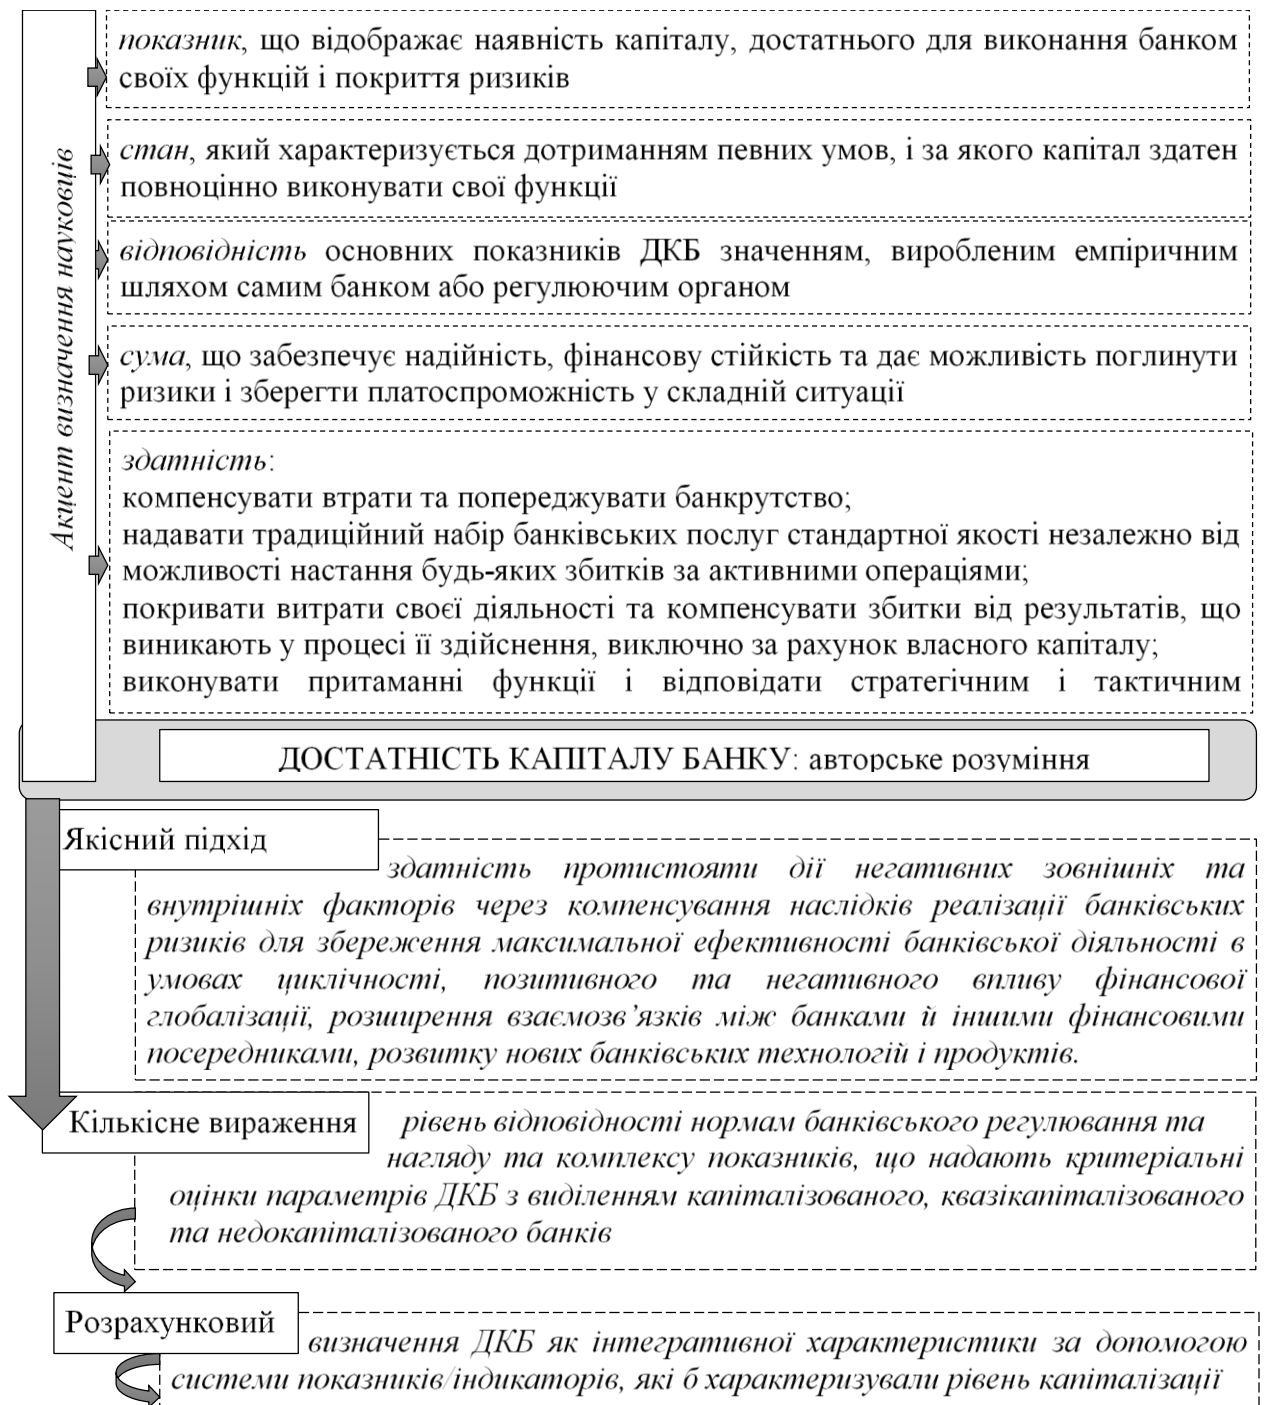 Акцент визначення науковців
показник, що відображає наявність капіталу, достатнього для виконання банком
своїх функцій і покриття ризиків
стан, який характеризується дотриманням певних умов, і за якого капітал здатен
повноцінно виконувати свої функції
відповідність основних показників ДКБ значенням, виробленим емпіричним
шляхом самим банком або регулюючим органом
сума, що забезпечує надійність, фінансову стійкість та дає можливість поглинути
ризики і зберегти платоспроможність у складній ситуації
здатність:
компенсувати втрати та попереджувати банкрутство;
надавати традиційний набір банківських послуг стандартної якості незалежно від
можливості настання будь-яких збитків за активними операціями;
покривати витрати своєї діяльності та компенсувати збитки від результатів, що
виникають у процесі її здійснення, виключно за рахунок власного капіталу;
виконувати притаманні функції і відповідати стратегічним і тактичним
ДОСТАТНІСТЬ КАПІТАЛУ БАНКУ: авторське розуміння
Якісний підхід
здатність протистояти дії негативних зовнішніх та
внутрішніх факторів через компенсування наслідків реалізації банківських
ризиків для збереження максимальної ефективності банківської діяльності в
умовах циклічності, позитивного та негативного впливу фінансової
глобалізації, розширення взаємозв’язків між банками й іншими фінансовими
посередниками, розвитку нових банківських технологій і продуктів.
Кількісне вираження
рівень відповідності нормам банківського регулювання та
нагляду та комплексу показників, що надають критеріальні
оцінки параметрів ДКБ з виділенням капіталізованого, квазікапіталізованого
та недокапіталізованого банків
Розрахунковий
визначення ДКБ як інтегративної характеристики за допомогою
системи показників/індикаторів, які б характеризували рівень капіталізації